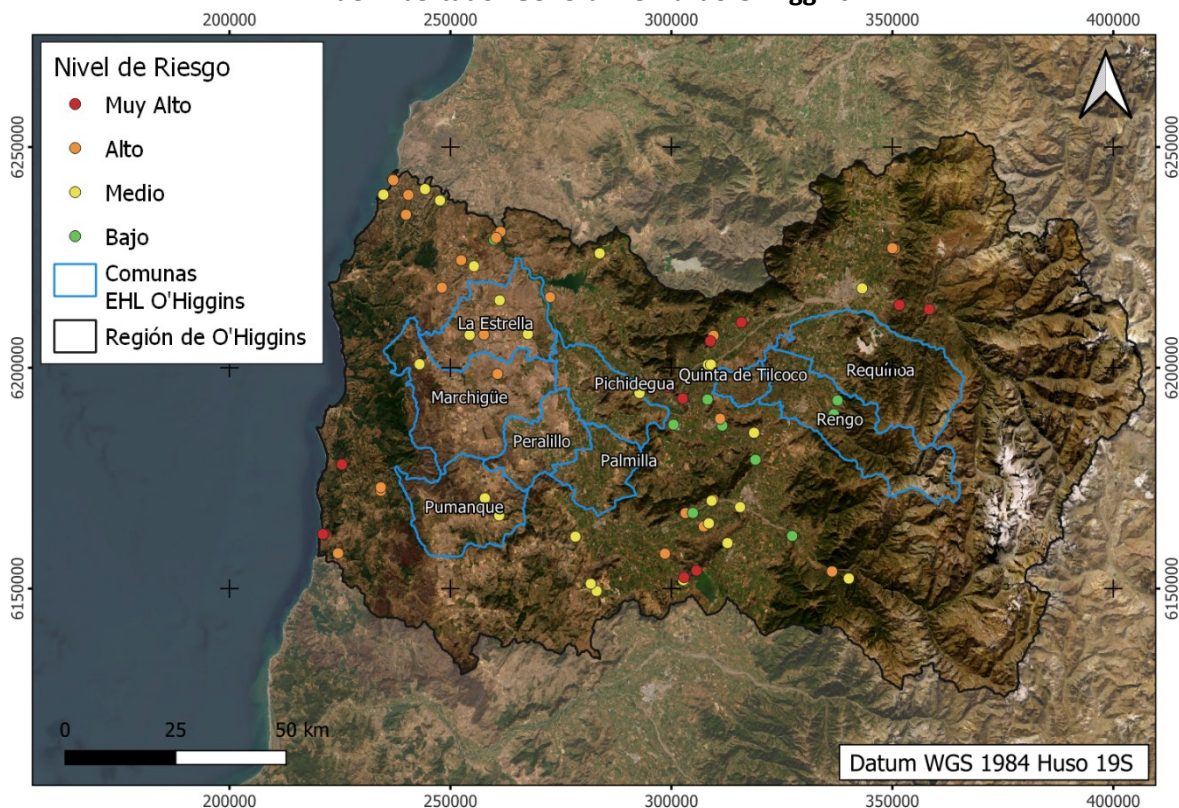 200000 250000 300000 350000 400000
Nivel de Riesgo
Muy Alto
Alto
Medio
Bajo
Comunas
EHL O'Higgins
Región de O'Higgins
6250000 6250000
La Estrella
6200000 6200000
Pichidegua
Quinta de Tilcoco
Requínoa
Marchigüe
Rengo
Peralillo
Palmilla
Pumanque
6150000 6150000
0 25 50 km
Datum WGS 1984 Huso 19S
200000 250000 300000 350000 400000